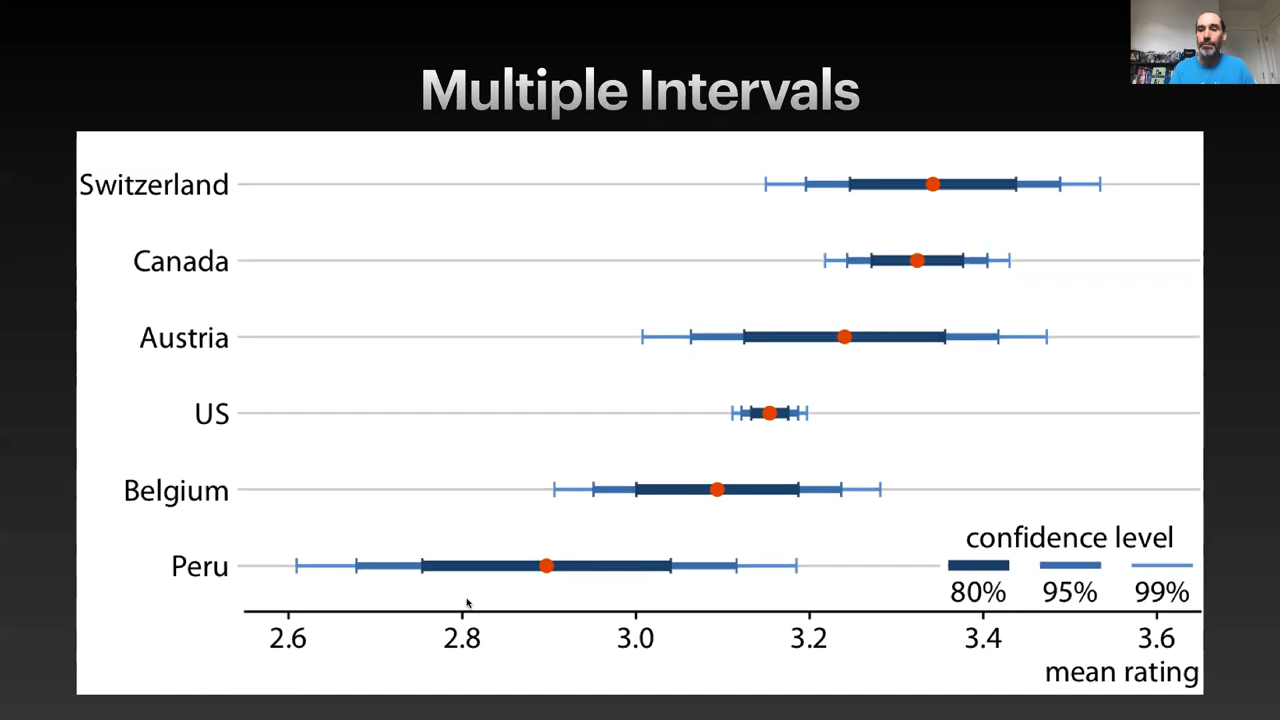 Multiple Intervals
Switzerland
Canada
Austria
US
Belgium
Peru
confidence level
80% 95% 99%
2.6 2.8 3.0 3.2 3.4 3.6
mean rating